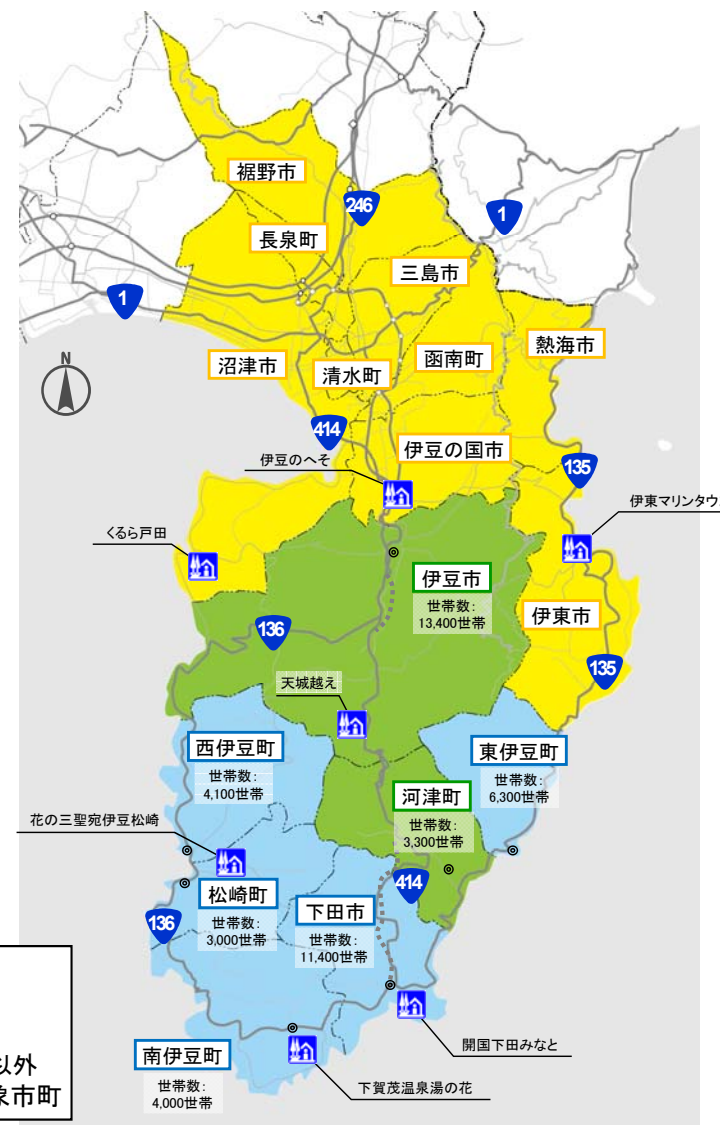 裾野市
246
1
長泉町
三島市
1
熱海市
函南町
沼津市
清水町
N
414
伊豆の国市
135
伊豆のへそ
伊東マリンタウ
くるら戸田
伊豆市
世帯数：
13,400世帯
伊東市
136
135
天城越え
西伊豆町
世帯数：
4,100世帯
東伊豆町
世帯数：
6,300世帯
河津町
世帯数：
3,300世帯
花の三聖宛伊豆松崎
松崎町
世帯数：
3,000世帯
下田市
世帯数：
11,400世帯
414
136
開国下田みなと
南伊豆町
世帯数：
4,000世帯
下賀茂温泉湯の花
以外
象市町